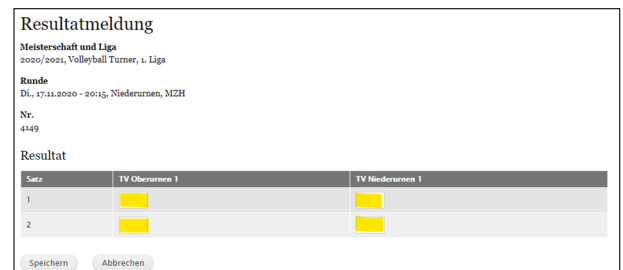 Resultatmeldung
Meisterschaft und Liga
2020/2021, Volleyball Turner, 1. Liga
Runde
Di., 17.11.2020 - 20:15, Niederurnen, MZH
Nr.
4149
Resultat
Satz TV Oberurnen 1 TV Niederurnen 1
1
2
Speichern Abbrechen